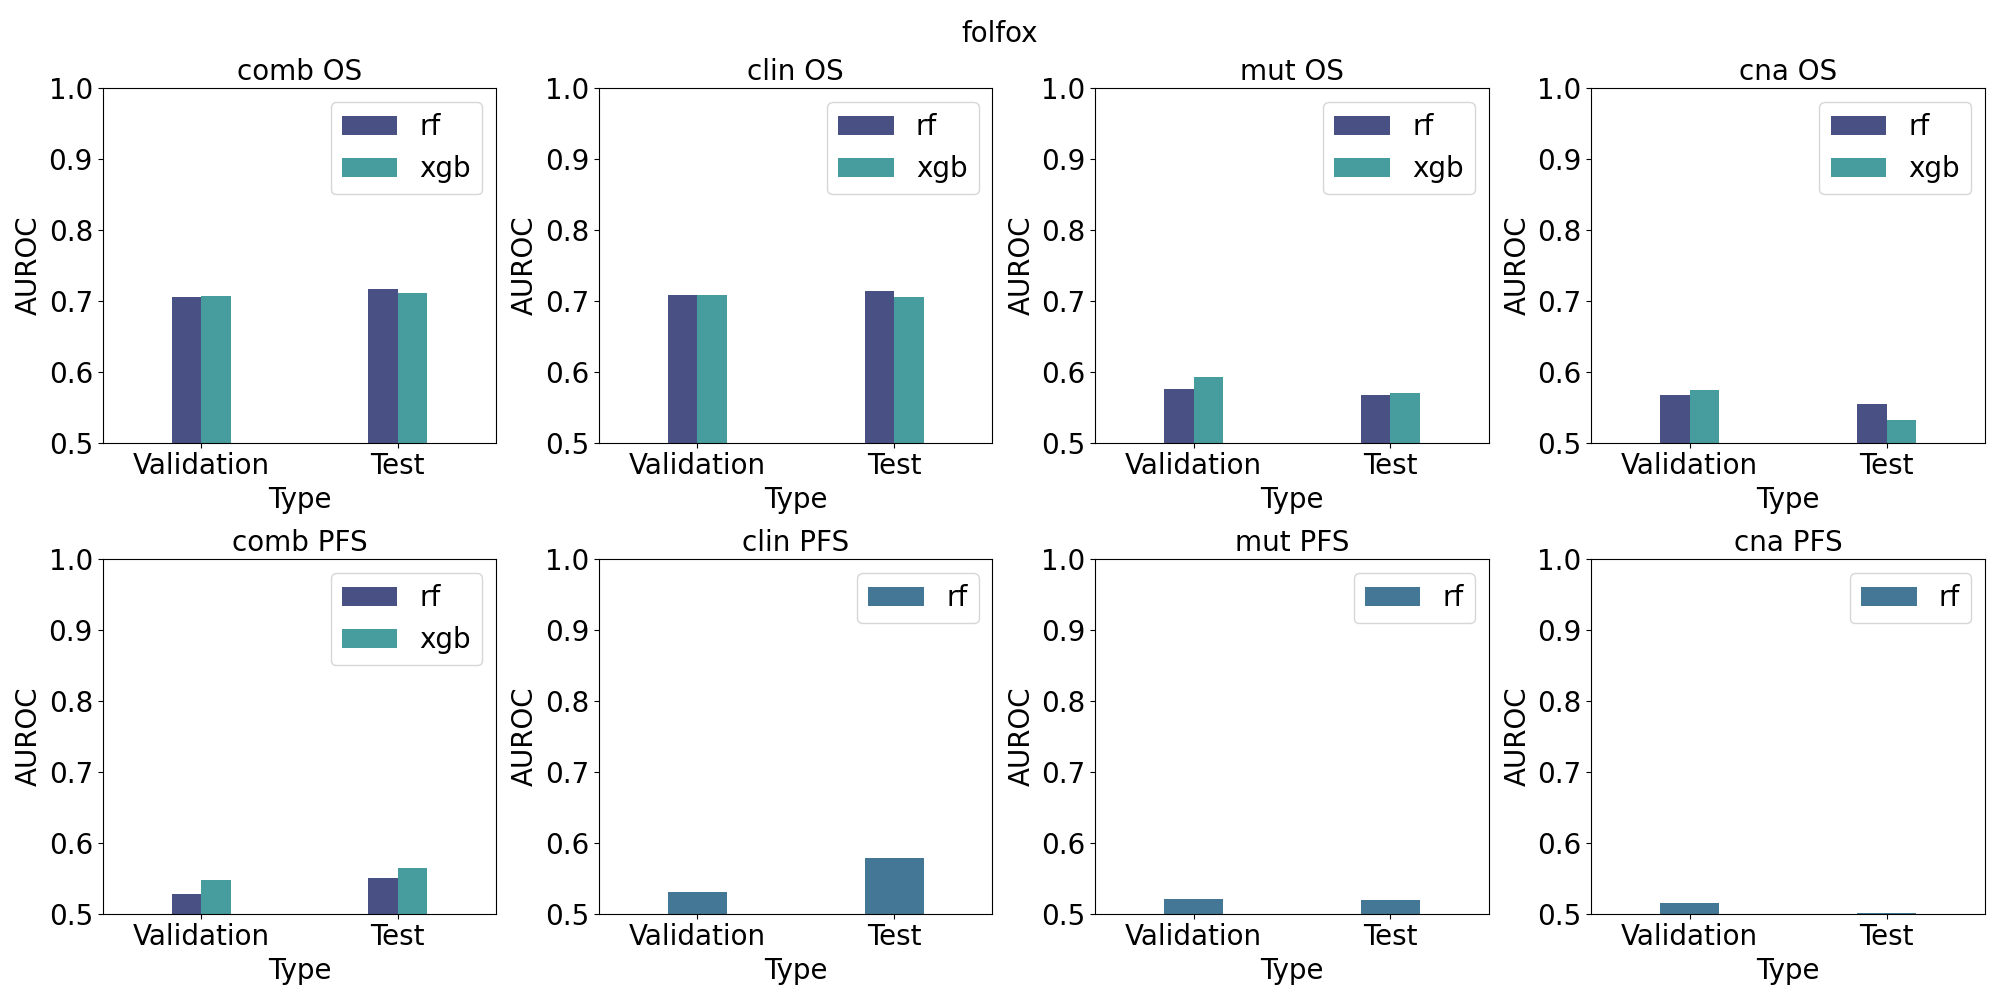 folfox
comb OS
1.0
0.9
0.8
0.7
0.6
0.5
AUROC
rf
xgb
Validation Test
Type
clin OS
1.0
0.9
0.8
0.7
0.6
0.5
AUROC
rf
xgb
Validation Test
Type
mut OS
1.0
0.9
0.8
0.7
0.6
0.5
AUROC
rf
xgb
Validation Test
Type
cna OS
1.0
0.9
0.8
0.7
0.6
0.5
AUROC
rf
xgb
Validation Test
Type
comb PFS
1.0
0.9
0.8
0.7
0.6
0.5
AUROC
rf
xgb
Validation Test
Type
clin PFS
1.0
0.9
0.8
0.7
0.6
0.5
AUROC
rf
Validation Test
Type
mut PFS
1.0
0.9
0.8
0.7
0.6
0.5
AUROC
rf
Validation Test
Type
cna PFS
1.0
0.9
0.8
0.7
0.6
0.5
AUROC
rf
Validation Test
Type